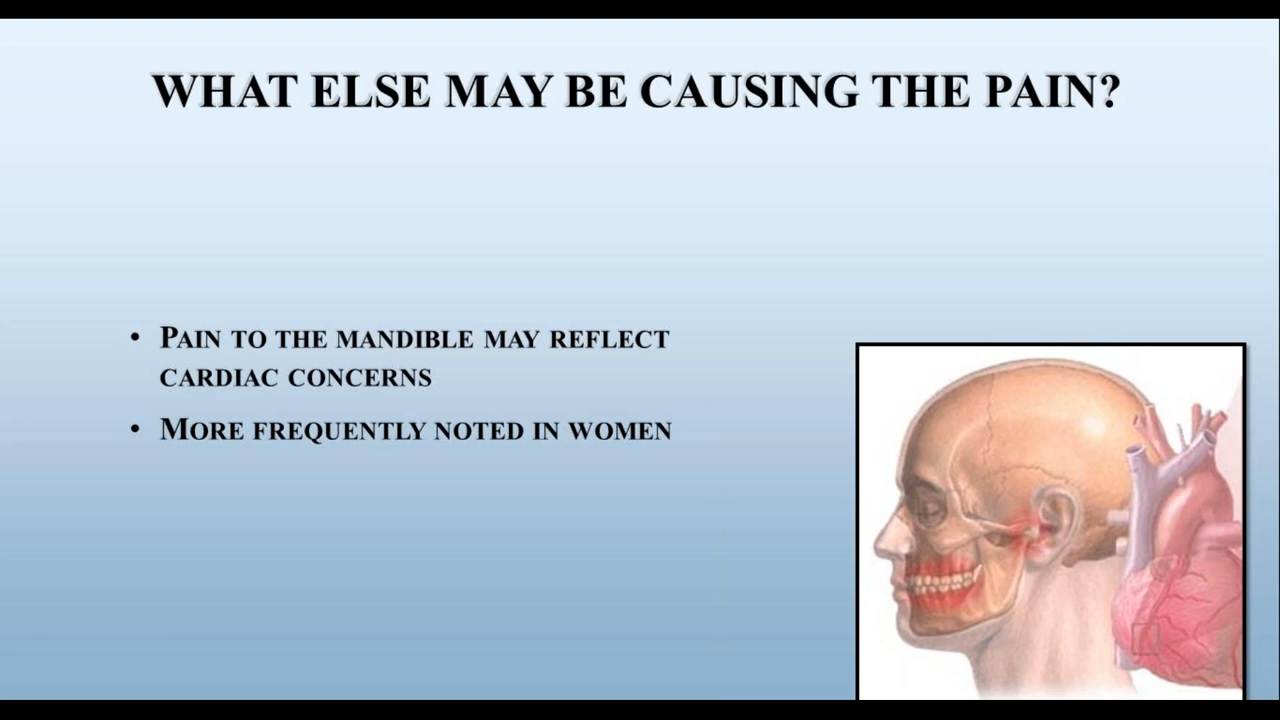 WHAT ELSE MAY BE CAUSING THE PAIN?
• PAIN TO THE MANDIBLE MAY REFLECT
CARDIAC CONCERNS
• MORE FREQUENTLY NOTED IN WOMEN